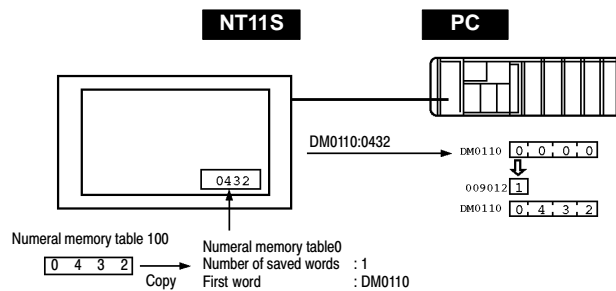 NT11S PC
DM0110:0432
DM0110 0 0 0 0
0432
009012 1
DM0110 0 4 3 2
Numeral memory table 100
0 4 3 2
Copy
Numeral memory table0
Number of saved words : 1
First word : DM0110